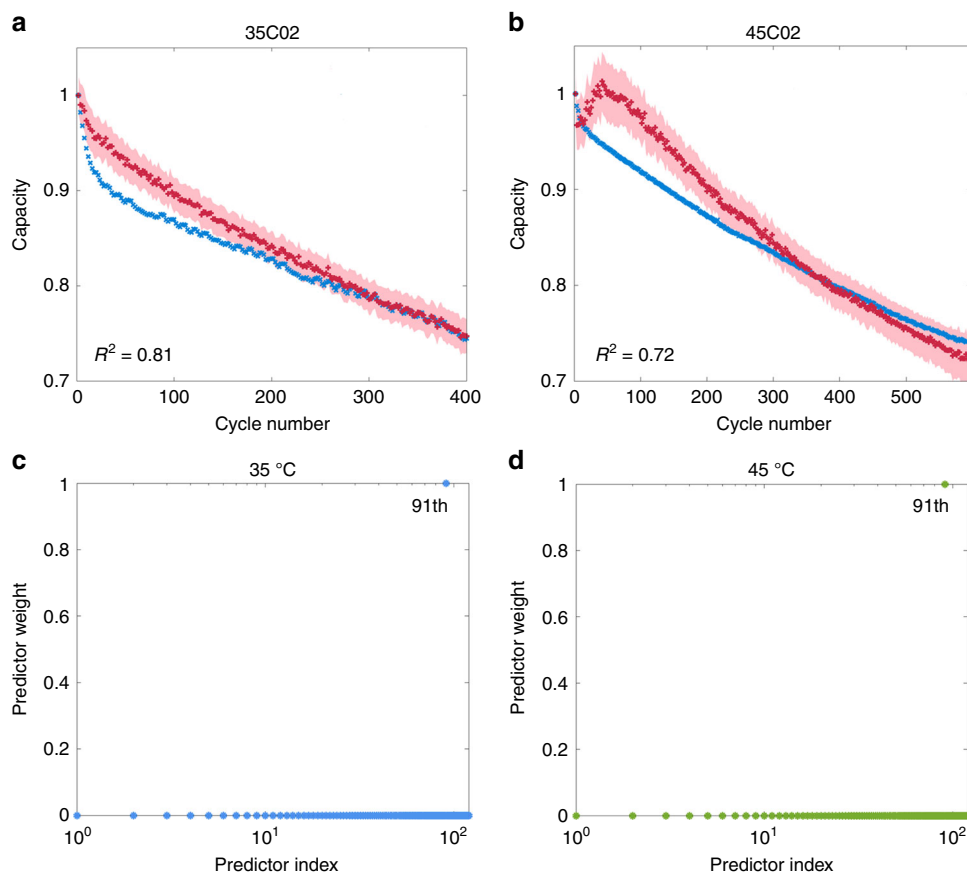 a
35C02
1
0.9
0.8
0.7
Capacity
R² = 0.81
0
100
200
300
400
Cycle number
b
45C02
1
0.9
0.8
0.7
Capacity
R² = 0.72
0
100
200
300
400
500
Cycle number
c
35 °C
1
0.8
0.6
0.4
0.2
0
Predictor weight
91th
10⁰
10¹
10²
Predictor index
d
45 °C
1
0.8
0.6
0.4
0.2
0
Predictor weight
91th
10⁰
10¹
10²
Predictor index